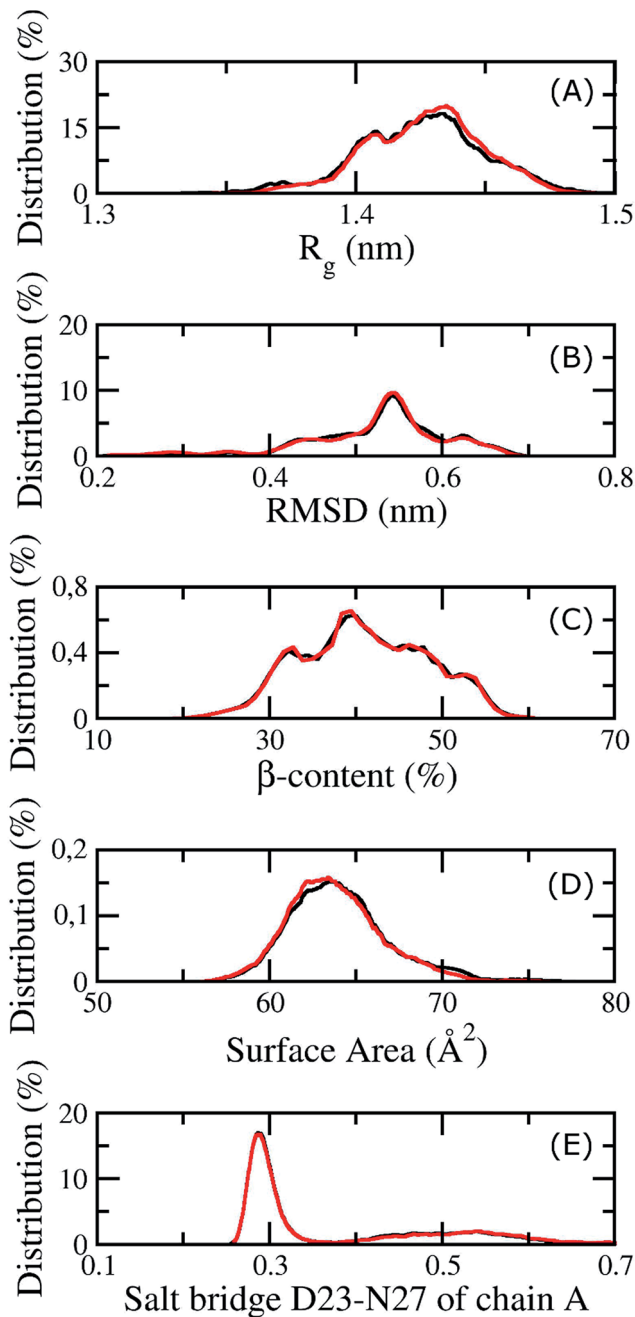 Distribution (%)
30
15
0
(A)
1.3
1.4
1.5
Rg (nm)
Distribution (%)
20
10
0
(B)
0.2
0.4
0.6
0.8
RMSD (nm)
Distribution (%)
0,8
0,4
0
(C)
10
30
50
70
β-content (%)
Distribution (%)
0,2
0,1
0
(D)
50
60
70
80
Surface Area (Å²)
Distribution (%)
20
10
0
(E)
0.1
0.3
0.5
0.7
Salt bridge D23-N27 of chain A